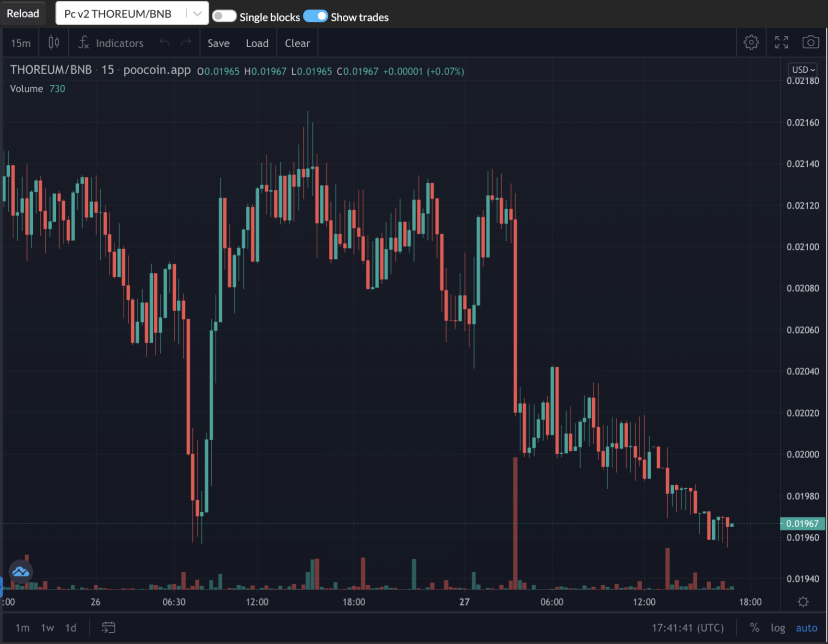 Reload Pc v2 THOREUM/BNB Single blocks Show trades
15m Indicators Save Load Clear
THOREUM/BNB · 15 · poocoin.app O0.01965 H0.01967 L0.01965 C0.01967 +0.00001 (+0.07%)
USD
Volume 730
0.02180
0.02160
0.02140
0.02120
0.02100
0.02080
0.02060
0.02040
0.02020
0.02000
0.01980
0.01967
0.01960
0.01940
:00 26 06:30 12:00 18:00 27 06:00 12:00 18:00
1m 1w 1d 17:41:41 (UTC) % log auto